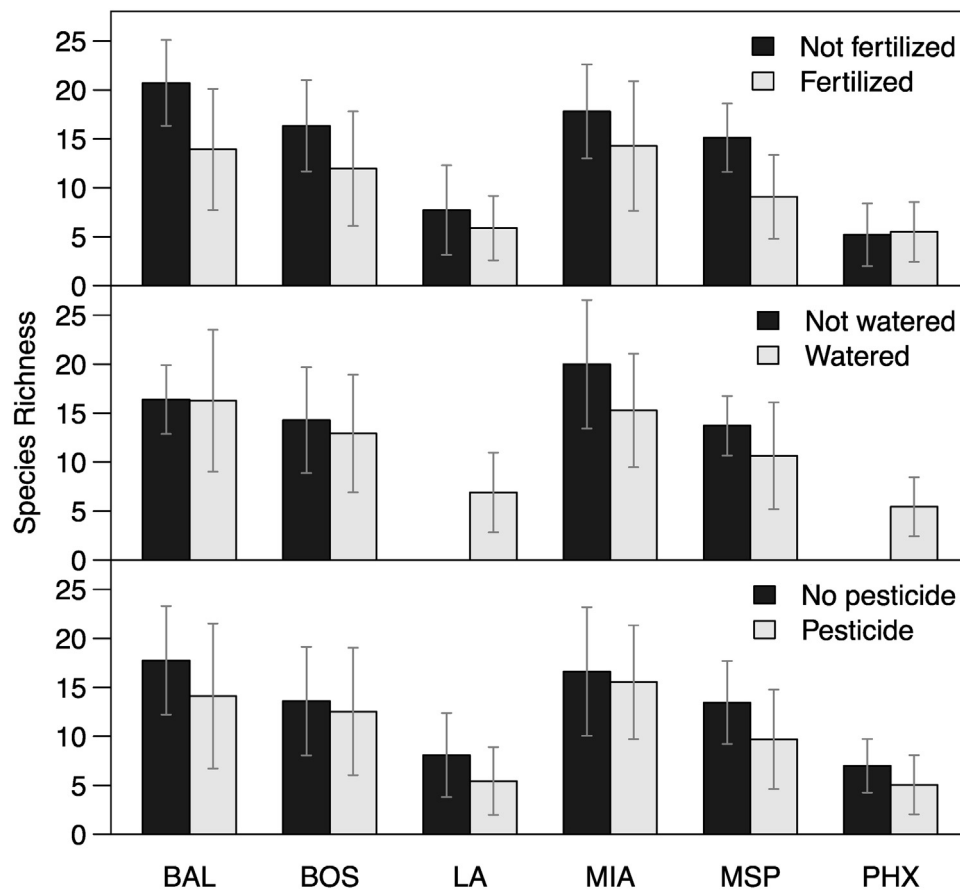 25
20
15
10
5
0
Not fertilized
Fertilized
25
20
15
10
5
0
Not watered
Watered
25
20
15
10
5
0
No pesticide
Pesticide
Species Richness
BAL BOS LA MIA MSP PHX